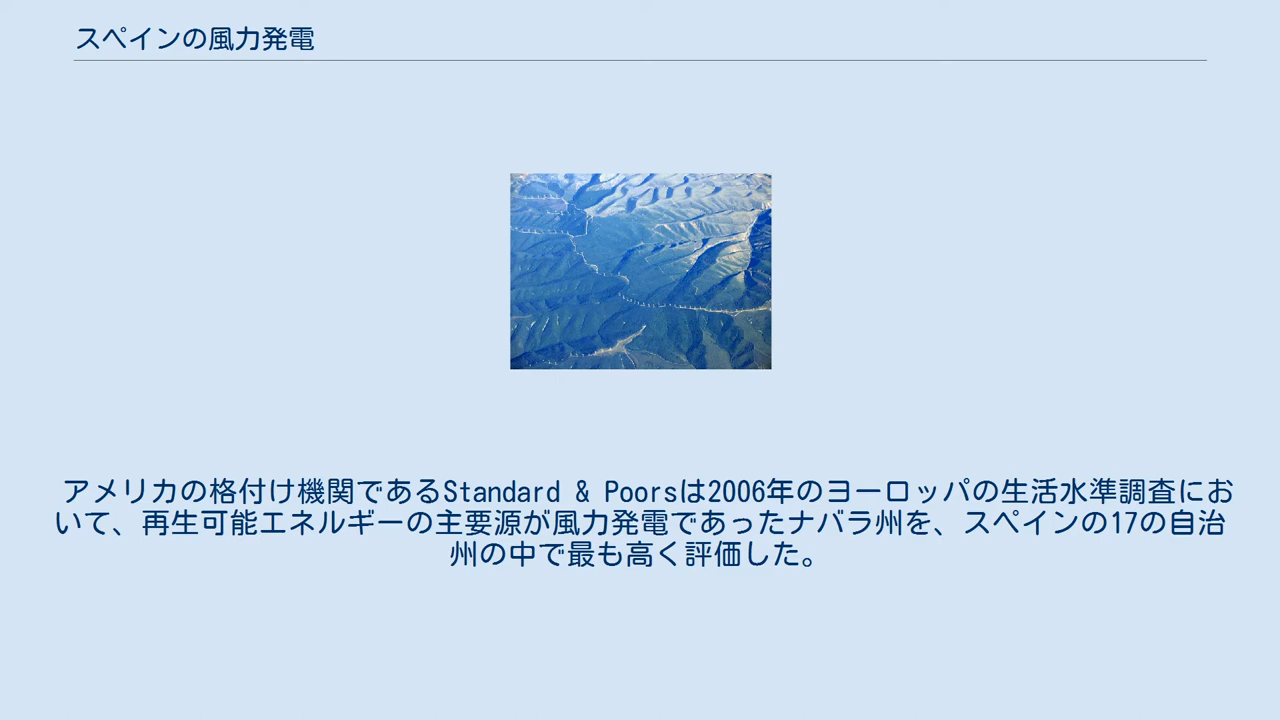 スペインの風力発電
アメリカの格付け機関であるStandard & Poorsは2006年のヨーロッパの生活水準調査にお
いて、再生可能エネルギーの主要源が風力発電であったナバラ州を、スペインの17の自治
州の中で最も高く評価した。